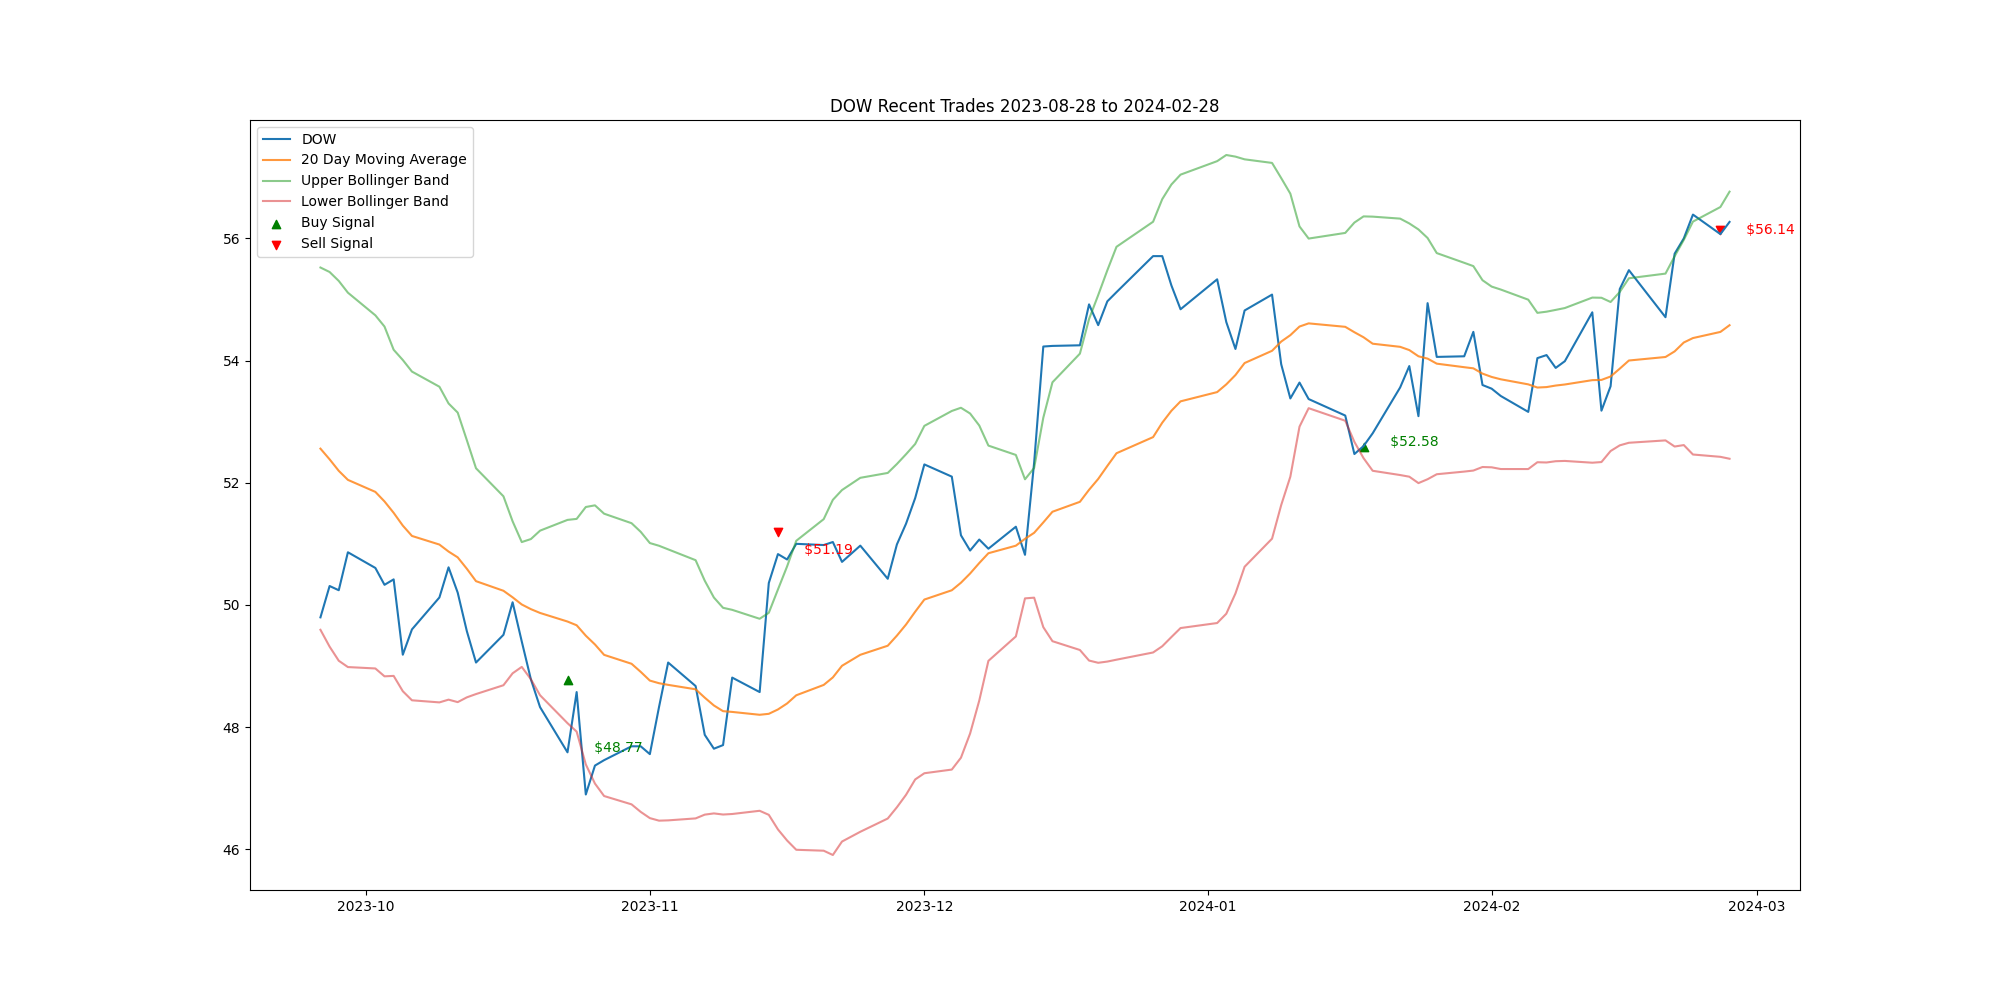 DOW Recent Trades 2023-08-28 to 2024-02-28
DOW
20 Day Moving Average
Upper Bollinger Band
Lower Bollinger Band
Buy Signal
Sell Signal
56
54
52
50
48
46
$56.14
$52.58
$51.19
$48.77
2023-10
2023-11
2023-12
2024-01
2024-02
2024-03